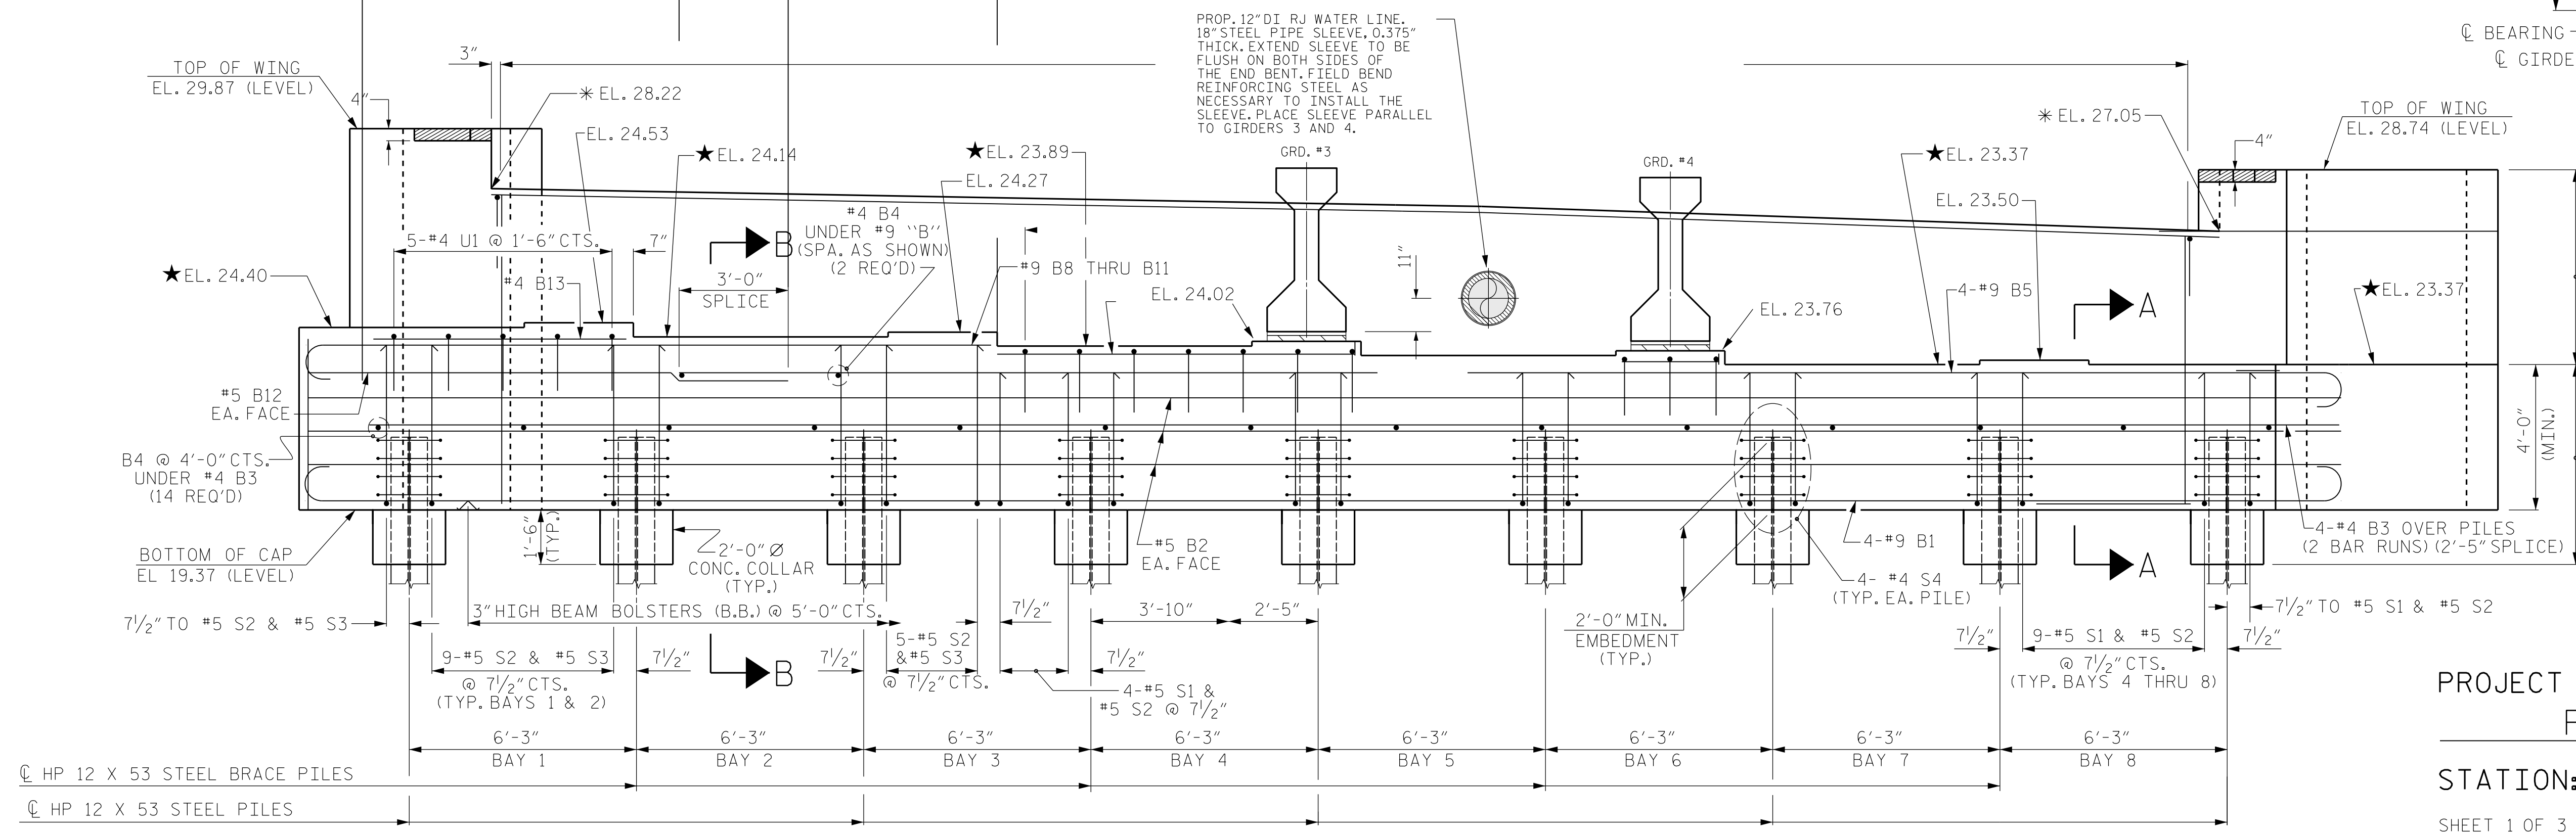 PROP. 12" DI RJ WATER LINE.
18" STEEL PIPE SLEEVE, 0.375"
THICK. EXTEND SLEEVE TO BE
FLUSH ON BOTH SIDES OF
THE END BENT. FIELD BEND
REINFORCING STEEL AS
NECESSARY TO INSTALL THE
SLEEVE. PLACE SLEEVE PARALLEL
TO GIRDERS 3 AND 4.
℄ BEARING
℄ GIRDE
3"
TOP OF WING
EL. 29.87 (LEVEL)
4"
✳ EL. 28.22
EL. 24.53
★ EL. 24.14
★ EL. 23.89
EL. 24.27
GRD. #3
GRD. #4
★ EL. 23.37
EL. 23.50
✳ EL. 27.05
TOP OF WING
EL. 28.74 (LEVEL)
4"
#4 B4
UNDER #9 ``B''
(SPA. AS SHOWN)
(2 REQ'D)
5-#4 U1 @ 1'-6" CTS.
7"
B
3'-0"
SPLICE
★ EL. 24.40
#4 B13
#9 B8 THRU B11
EL. 24.02
11"
EL. 23.76
4-#9 B5
A
★ EL. 23.37
#5 B12
EA. FACE
B4 @ 4'-0" CTS.
UNDER #4 B3
(14 REQ'D)
4'-0"
(MIN.)
BOTTOM OF CAP
EL 19.37 (LEVEL)
1'-6"
(TYP.)
2'-0" Ø
CONC. COLLAR
(TYP.)
#5 B2
EA. FACE
4-#9 B1
4- #4 S4
(TYP. EA. PILE)
A
4-#4 B3 OVER PILES
(2 BAR RUNS) (2'-5" SPLICE)
7½" TO #5 S2 & #5 S3
3" HIGH BEAM BOLSTERS (B.B.) @ 5'-0" CTS.
7½"
3'-10"
2'-5"
2'-0" MIN.
EMBEDMENT
(TYP.)
7½" TO #5 S1 & #5 S2
9-#5 S2 & #5 S3
@ 7½" CTS.
(TYP. BAYS 1 & 2)
7½"
B
7½"
5-#5 S2
&#5 S3
@ 7½" CTS.
7½"
4-#5 S1 &
#5 S2 @ 7½"
7½"
9-#5 S1 & #5 S2
@ 7½" CTS.
(TYP. BAYS 4 THRU 8)
7½"
6'-3"
BAY 1
6'-3"
BAY 2
6'-3"
BAY 3
6'-3"
BAY 4
6'-3"
BAY 5
6'-3"
BAY 6
6'-3"
BAY 7
6'-3"
BAY 8
℄ HP 12 X 53 STEEL BRACE PILES
℄ HP 12 X 53 STEEL PILES
PROJECT
STATION:
SHEET 1 OF 3